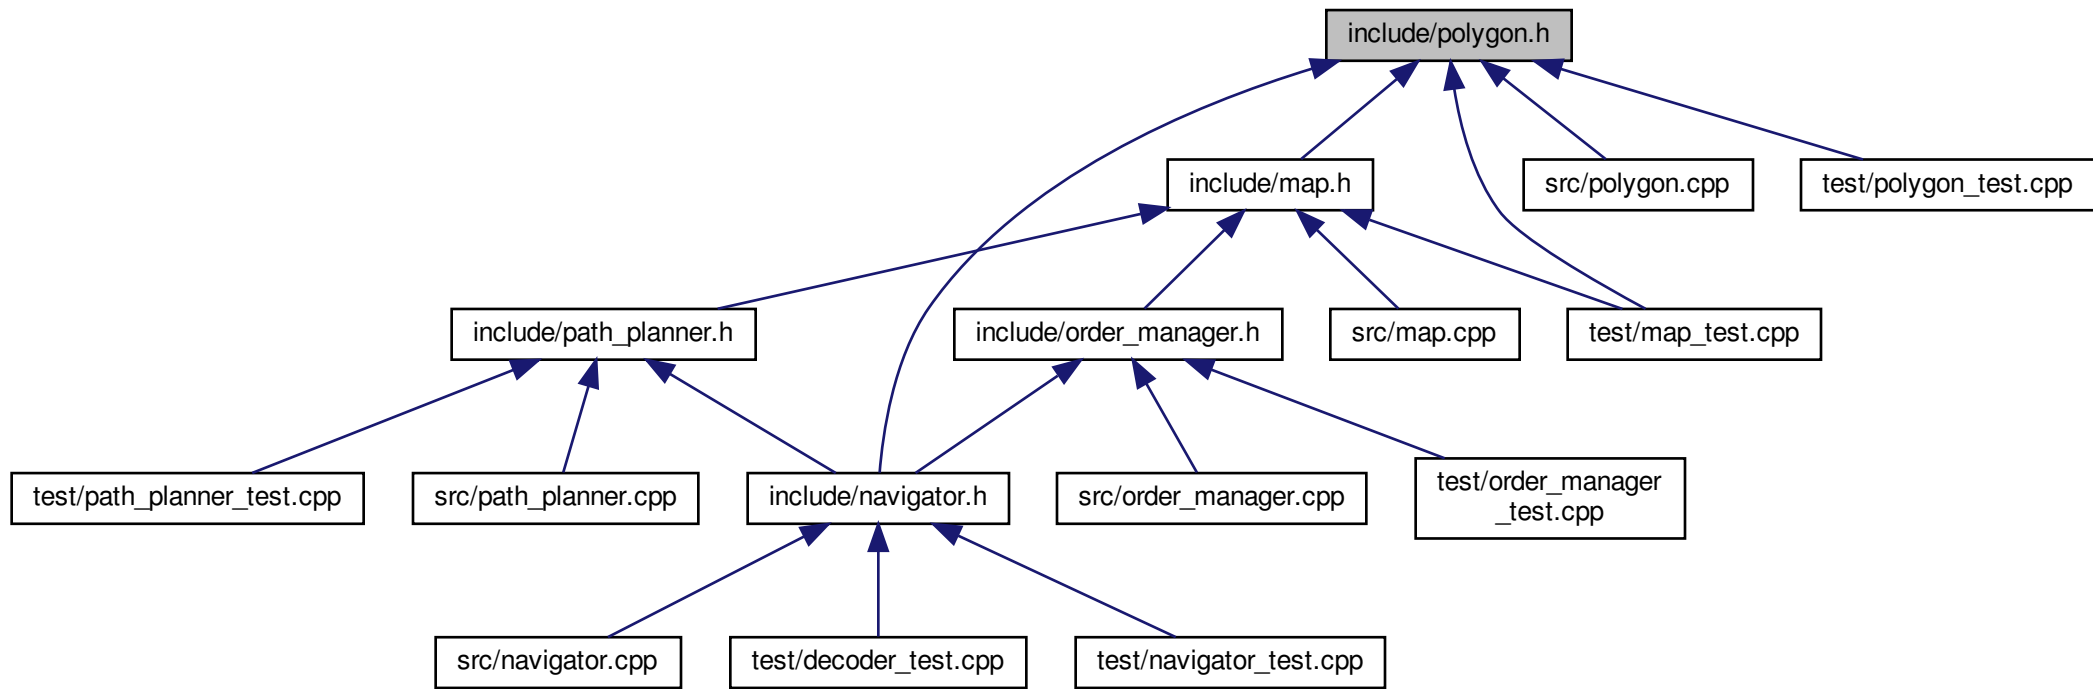 include/polygon.h
include/map.h
src/polygon.cpp
test/polygon_test.cpp
include/path_planner.h
include/order_manager.h
src/map.cpp
test/map_test.cpp
test/path_planner_test.cpp
src/path_planner.cpp
include/navigator.h
src/order_manager.cpp
test/order_manager
_test.cpp
src/navigator.cpp
test/decoder_test.cpp
test/navigator_test.cpp